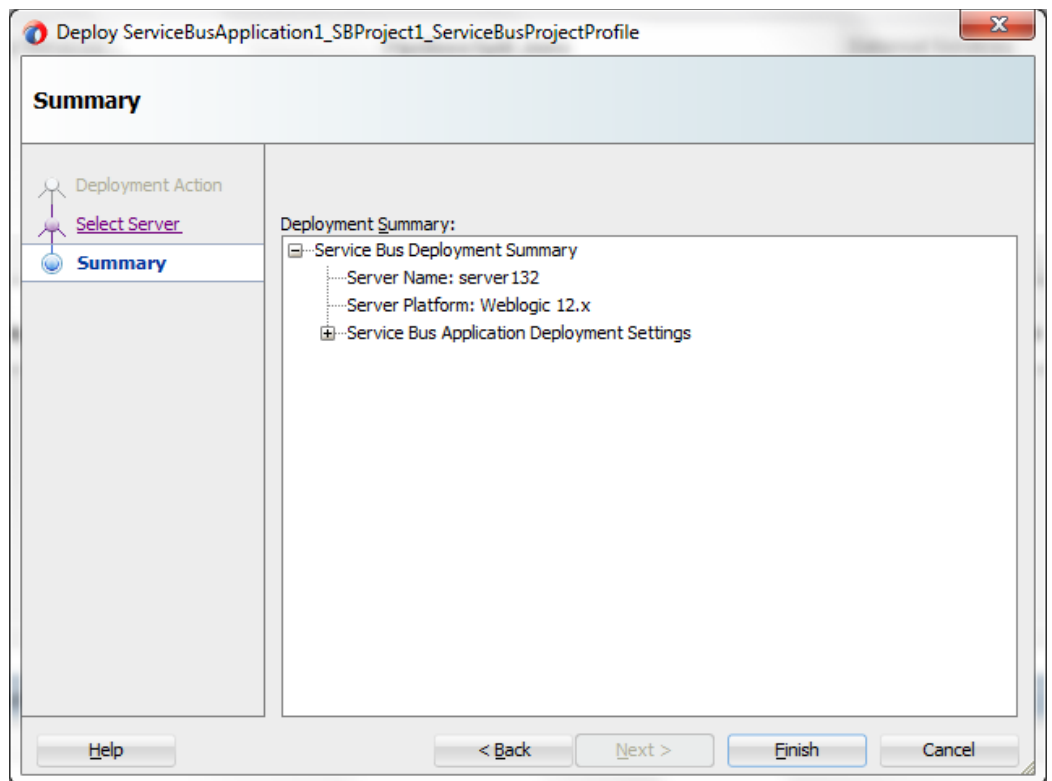 Deploy ServiceBusApplication1_SBProject1_ServiceBusProjectProfile
Summary
Deployment Action
Select Server
Summary
Deployment Summary:
Service Bus Deployment Summary
Server Name: server132
Server Platform: Weblogic 12.x
Service Bus Application Deployment Settings
Help
< Back
Next >
Finish
Cancel